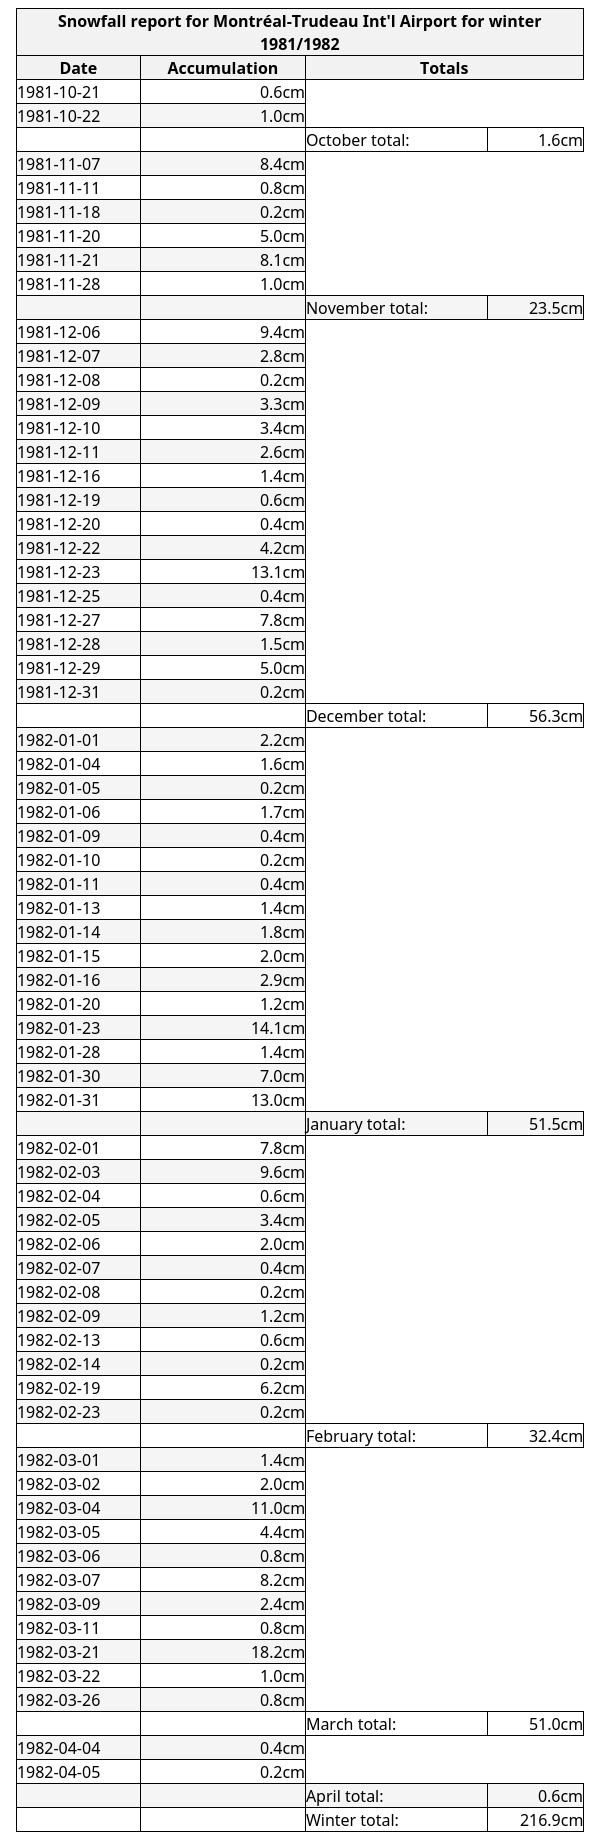 Snowfall report for Montréal-Trudeau Int'l Airport for winter
1981/1982
Date Accumulation Totals
1981-10-21 0.6cm
1981-10-22 1.0cm
October total: 1.6cm
1981-11-07 8.4cm
1981-11-11 0.8cm
1981-11-18 0.2cm
1981-11-20 5.0cm
1981-11-21 8.1cm
1981-11-28 1.0cm
November total: 23.5cm
1981-12-06 9.4cm
1981-12-07 2.8cm
1981-12-08 0.2cm
1981-12-09 3.3cm
1981-12-10 3.4cm
1981-12-11 2.6cm
1981-12-16 1.4cm
1981-12-19 0.6cm
1981-12-20 0.4cm
1981-12-22 4.2cm
1981-12-23 13.1cm
1981-12-25 0.4cm
1981-12-27 7.8cm
1981-12-28 1.5cm
1981-12-29 5.0cm
1981-12-31 0.2cm
December total: 56.3cm
1982-01-01 2.2cm
1982-01-04 1.6cm
1982-01-05 0.2cm
1982-01-06 1.7cm
1982-01-09 0.4cm
1982-01-10 0.2cm
1982-01-11 0.4cm
1982-01-13 1.4cm
1982-01-14 1.8cm
1982-01-15 2.0cm
1982-01-16 2.9cm
1982-01-20 1.2cm
1982-01-23 14.1cm
1982-01-28 1.4cm
1982-01-30 7.0cm
1982-01-31 13.0cm
January total: 51.5cm
1982-02-01 7.8cm
1982-02-03 9.6cm
1982-02-04 0.6cm
1982-02-05 3.4cm
1982-02-06 2.0cm
1982-02-07 0.4cm
1982-02-08 0.2cm
1982-02-09 1.2cm
1982-02-13 0.6cm
1982-02-14 0.2cm
1982-02-19 6.2cm
1982-02-23 0.2cm
February total: 32.4cm
1982-03-01 1.4cm
1982-03-02 2.0cm
1982-03-04 11.0cm
1982-03-05 4.4cm
1982-03-06 0.8cm
1982-03-07 8.2cm
1982-03-09 2.4cm
1982-03-11 0.8cm
1982-03-21 18.2cm
1982-03-22 1.0cm
1982-03-26 0.8cm
March total: 51.0cm
1982-04-04 0.4cm
1982-04-05 0.2cm
April total: 0.6cm
Winter total: 216.9cm